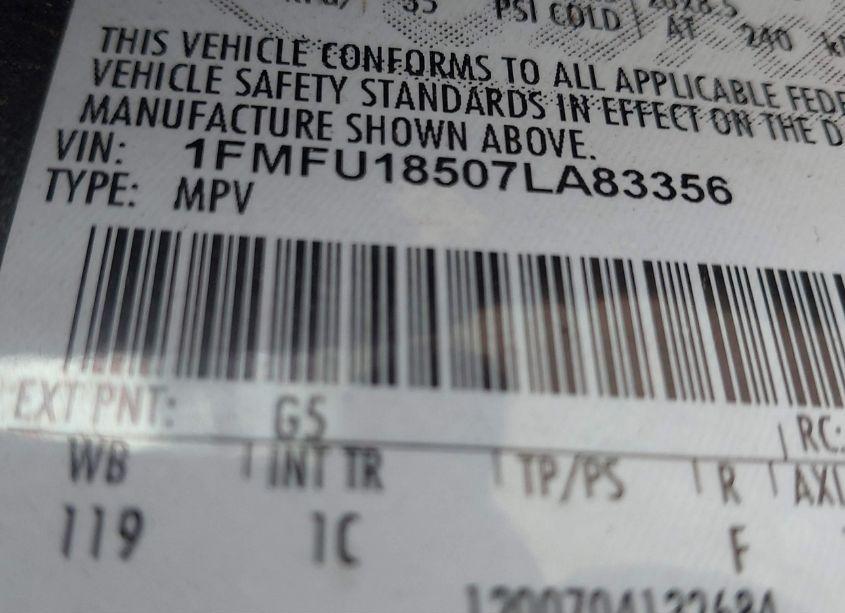 35 PSI COLD AT 240
THIS VEHICLE CONFORMS TO ALL APPLICABLE FEDE
VEHICLE SAFETY STANDARDS IN EFFECT ON THE D
MANUFACTURE SHOWN ABOVE.
VIN: 1FMFU18507LA83356
TYPE: MPV
EXT PNT: G5 RC:
WB INT TR TP/PS R AXL
119 1C F